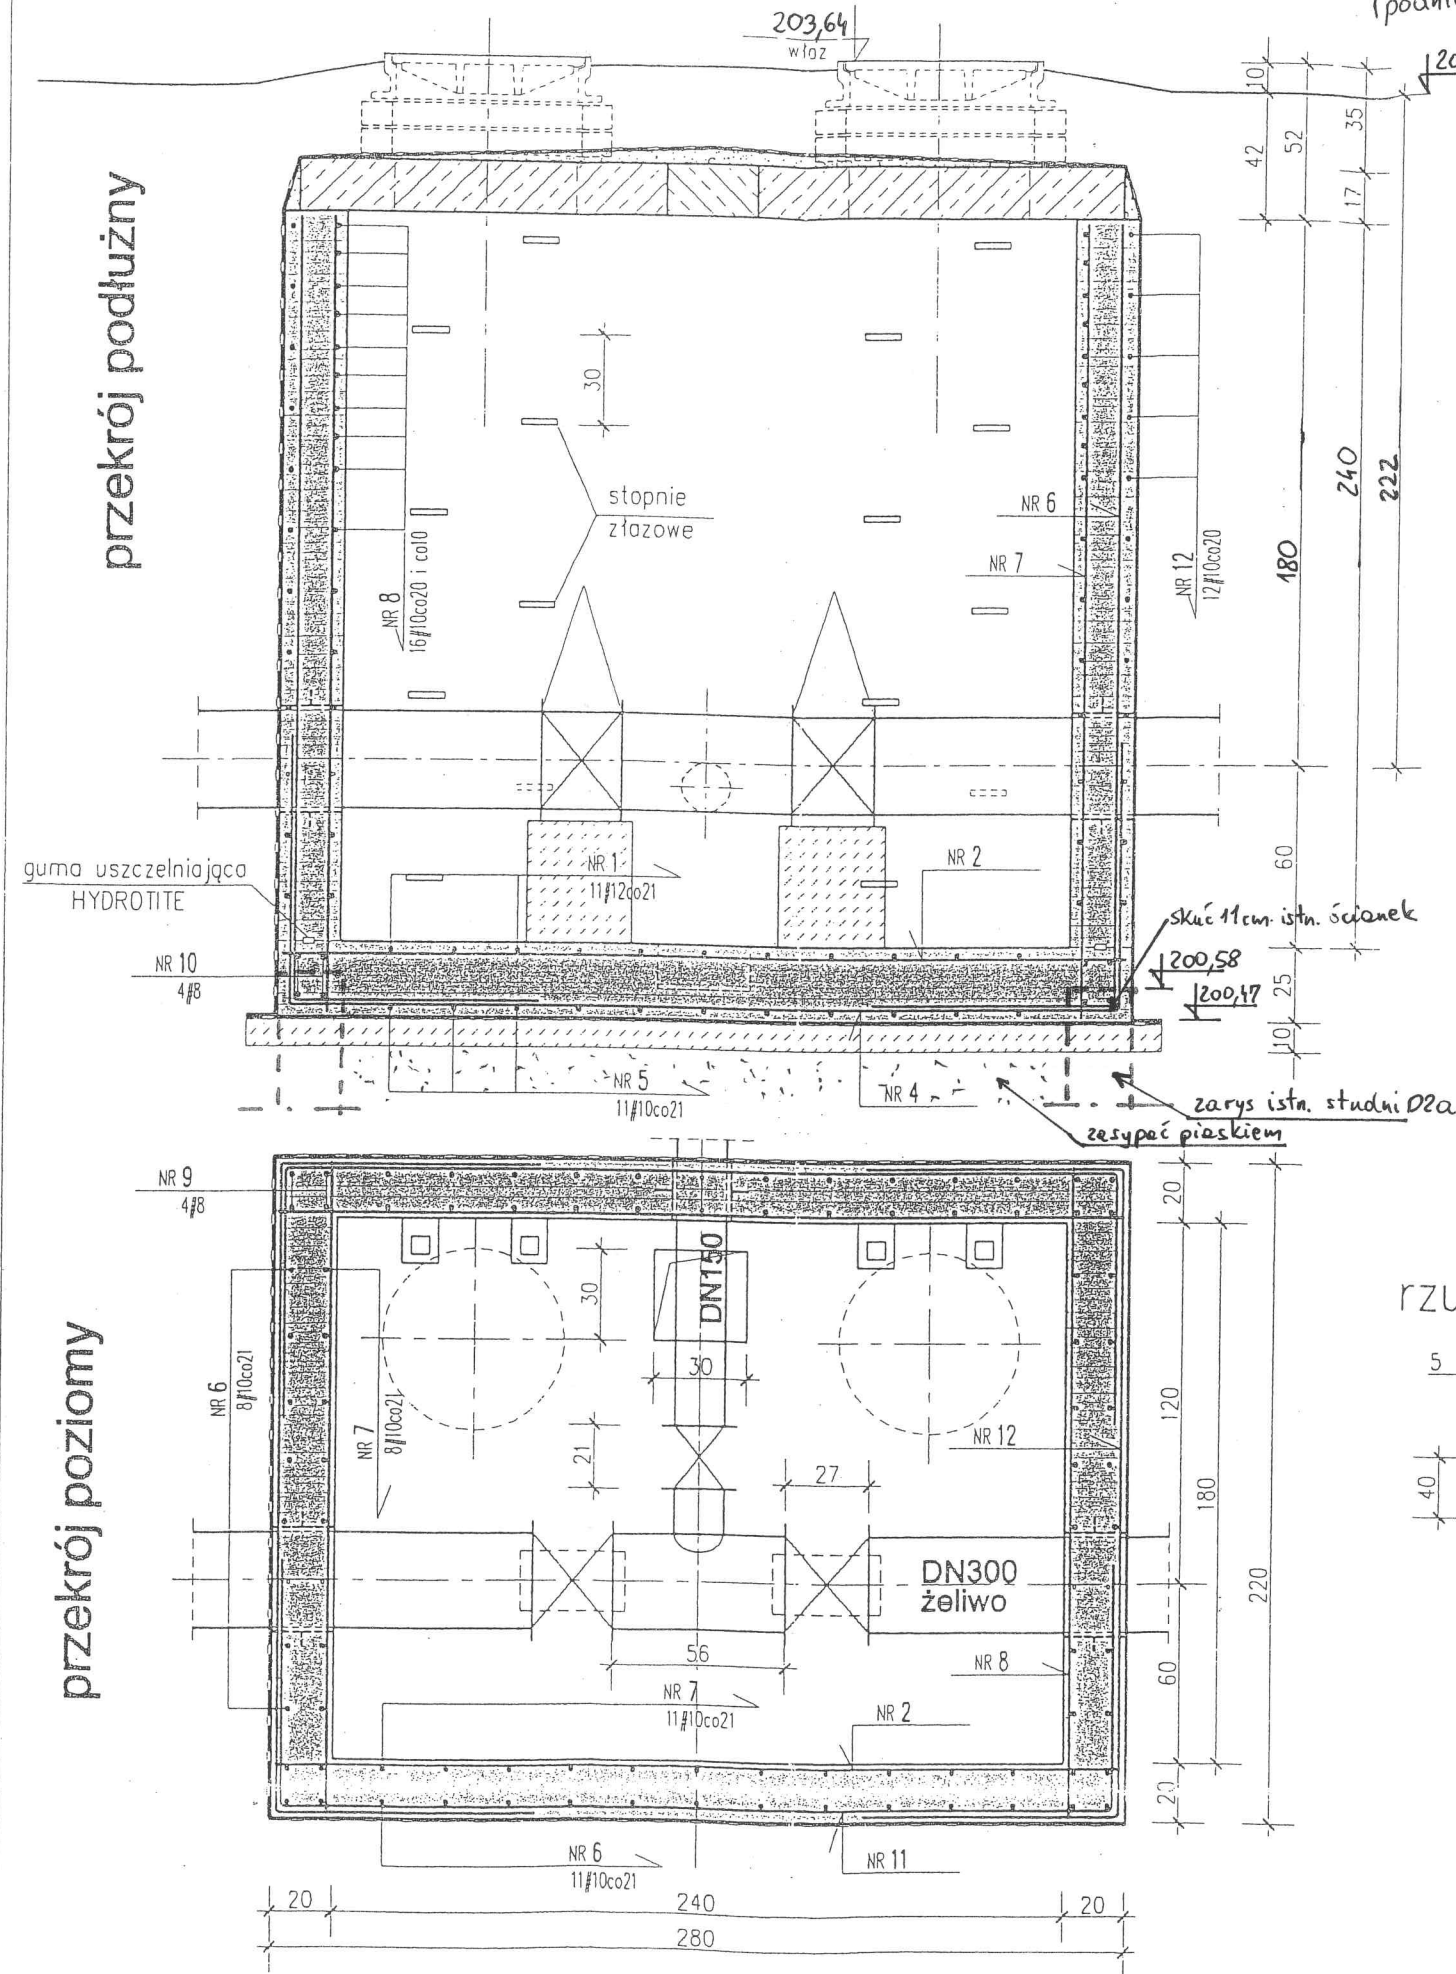 203,64
właz
10
42
52
35
17
przekrój podłużny
30
stopnie
złazowe
NR 6
NR 7
NR 8
16#10co20 i co10
NR 12
12#10co20
180
240
222
60
guma uszczelniająca
HYDROTITE
NR 1
11#12co21
NR 2
skuć 11cm. istn. ścianek
NR 10
4#8
200,58
200,47
25
10
NR 5
11#10co21
NR 4
zarys istn. studni D2a
zasypać piaskiem
NR 9
4#8
20
DN150
30
30
przekrój poziomy
NR 6
8#10co21
NR 7
8#10co21
21
27
NR 12
120
180
220
5
40
DN300
żeliwo
56
NR 8
60
NR 7
11#10co21
NR 2
20
NR 6
11#10co21
NR 11
20
240
20
280